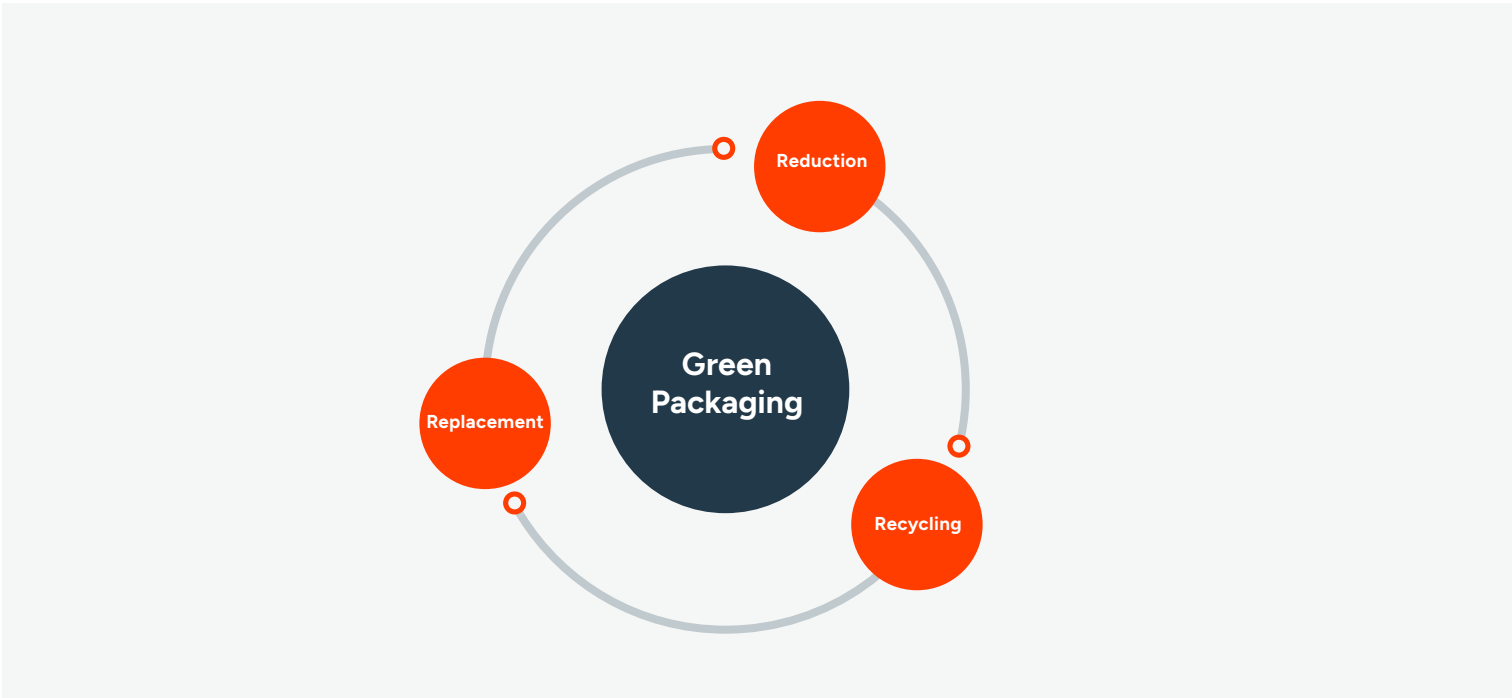 Reduction
Green
Packaging
Replacement
Recycling